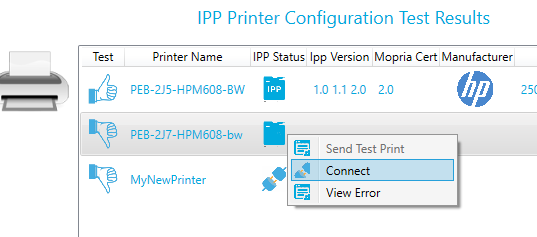 IPP Printer Configuration Test Results
Test Printer Name IPP Status Ipp Version Mopria Cert Manufacturer
PEB-2J5-HPM608-BW IPP 1.0 1.1 2.0 2.0 hp 250
PEB-2J7-HPM608-bw
Send Test Print
Connect
MyNewPrinter
View Error